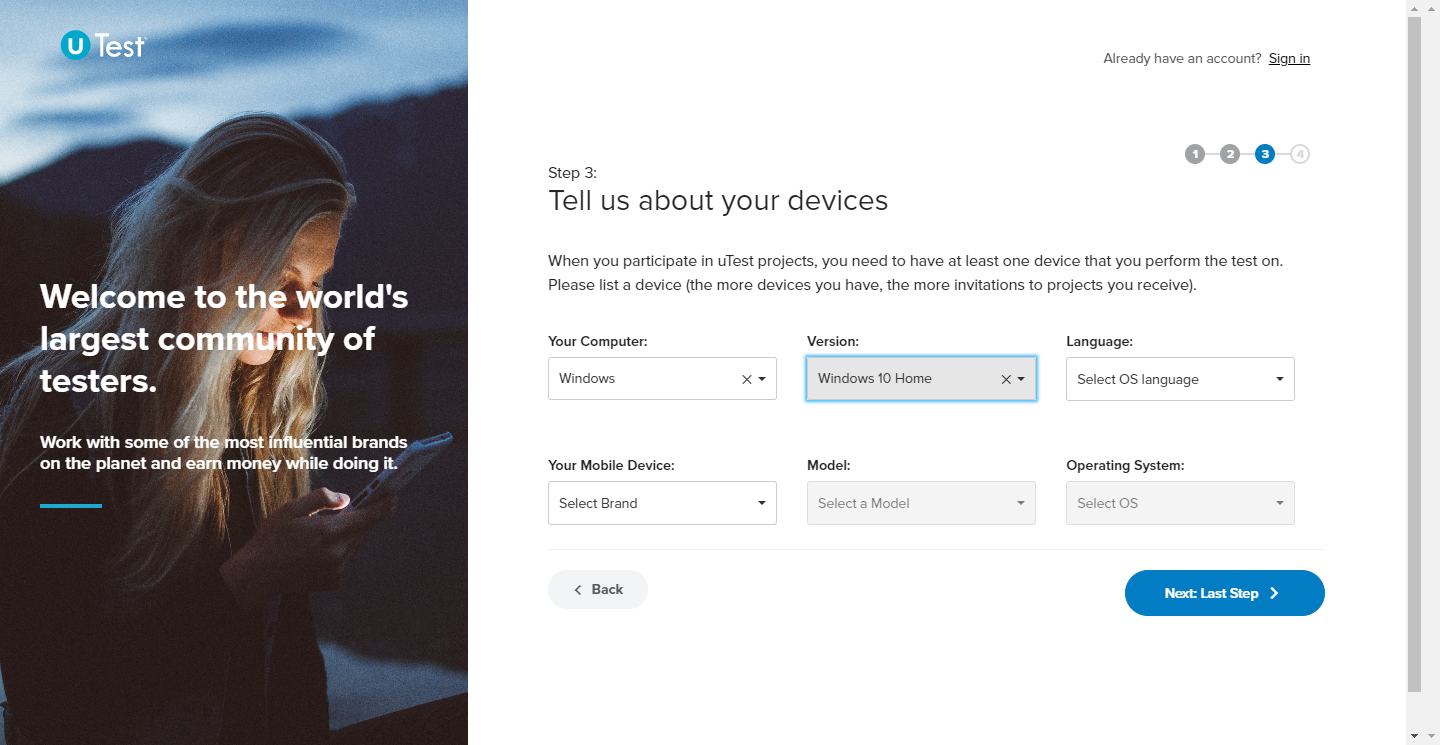 u Test
Already have an account? Sign in
1 2 3 4
Step 3:
Tell us about your devices
When you participate in uTest projects, you need to have at least one device that you perform the test on.
Please list a device (the more devices you have, the more invitations to projects you receive).
Welcome to the world's
largest community of
testers.
Work with some of the most influential brands
on the planet and earn money while doing it.
Your Computer: Version: Language:
Windows Windows 10 Home Select OS language
Your Mobile Device: Model: Operating System:
Select Brand Select a Model Select OS
Back Next: Last Step